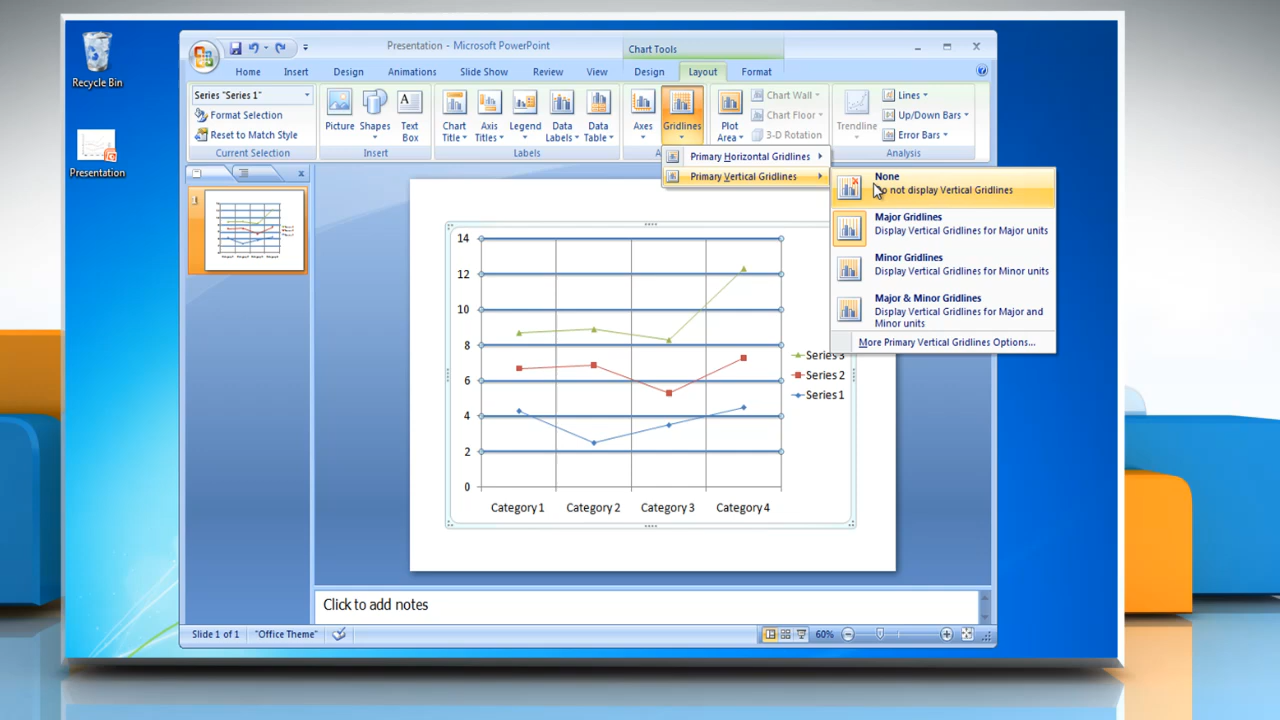 Recycle Bin
Presentation
Presentation - Microsoft PowerPoint
Chart Tools
Home Insert Design Animations Slide Show Review View Design Layout Format
Series "Series 1"
Format Selection
Reset to Match Style
Current Selection
Picture Shapes Text Box
Insert
Chart Title Axis Titles Legend Data Labels Data Table
Labels
Axes Gridlines
Plot Area Chart Wall
Chart Floor
3-D Rotation
Trendline Lines
Up/Down Bars
Error Bars
Analysis
Primary Horizontal Gridlines
Primary Vertical Gridlines
None
not display Vertical Gridlines
Major Gridlines
Display Vertical Gridlines for Major units
Minor Gridlines
Display Vertical Gridlines for Minor units
Major & Minor Gridlines
Display Vertical Gridlines for Major and
Minor units
More Primary Vertical Gridlines Options...
1
14
12
10
8
6
4
2
0
Category 1 Category 2 Category 3 Category 4
Series 3
Series 2
Series 1
Click to add notes
Slide 1 of 1 "Office Theme" 60%